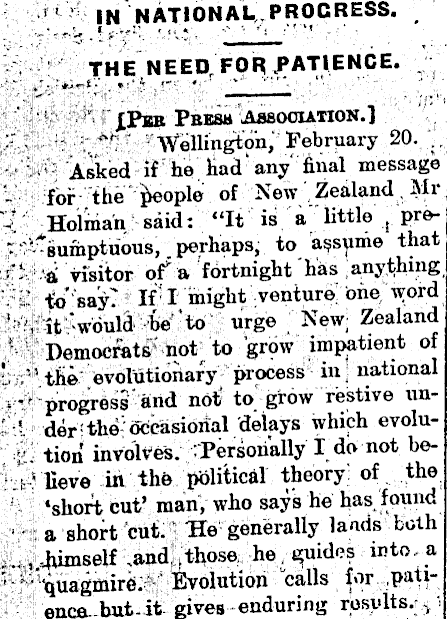 IN NATIONAL PROGRESS.
THE NEED FOR PATIENCE.
[PER PRESS ASSOCIATION.]
Wellington, February 20.
Asked if he had any final message
for the people of New Zealand Mr
Holman said: "It is a little pre-
sumptuous, perhaps, to assume that
a visitor of a fortnight has anything
to say. If I might venture one word
it would be to urge New Zealand
Democrats not to grow impatient of
the evolutionary process in national
progress and not to grow restive un-
der the occasional delays which evolu-
tion involves. Personally I do not be-
lieve in the political theory of the
'short cut' man, who says he has found
a short cut. He generally lands both
himself and those he guides into a
quagmire. Evolution calls for pati-
ence but it gives enduring results.